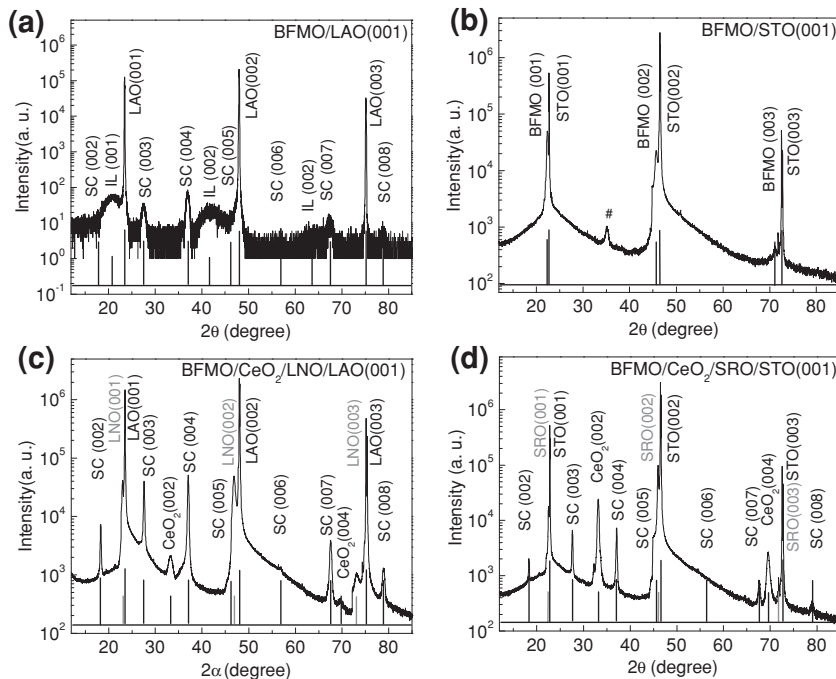 (a)
BFMO/LAO(001)
Intensity(a. u.)
10^6
10^5
10^4
10^3
10^2
10^1
10^0
10^-1
SC (002)
IL (001)
LAO(001)
SC (003)
SC (004)
IL (002)
SC (005)
LAO(002)
SC (006)
IL (002)
SC (007)
LAO(003)
SC (008)
20 30 40 50 60 70 80
2θ (degree)
(b)
BFMO/STO(001)
Intensity (a. u.)
10^6
10^5
10^4
10^3
10^2
BFMO (001)
STO(001)
#
BFMO (002)
STO(002)
BFMO (003)
STO(003)
20 30 40 50 60 70 80
2θ (degree)
(c)
BFMO/CeO₂/LNO/LAO(001)
Intensity (a. u.)
10^6
10^5
10^4
10^3
10^2
SC (002)
LNO(001)
LAO(001)
SC (003)
CeO₂(002)
SC (004)
SC (005)
LNO(002)
LAO(002)
SC (006)
SC (007)
CeO₂(004)
LNO(003)
LAO(003)
SC (008)
20 30 40 50 60 70 80
2α (degree)
(d)
BFMO/CeO₂/SRO/STO(001)
Intensity (a. u.)
10^6
10^5
10^4
10^3
10^2
SC (002)
SRO(001)
STO(001)
SC (003)
CeO₂(002)
SC (004)
SC (005)
SRO(002)
STO(002)
SC (006)
SC (007)
CeO₂(004)
STO(003)
SRO(003)
SC (008)
20 30 40 50 60 70 80
2θ (degree)